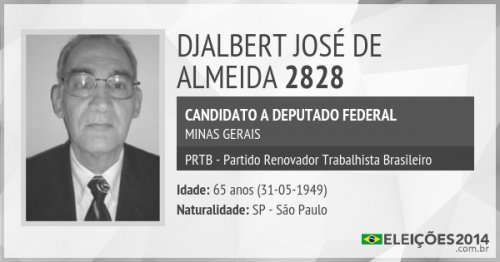 DJALBERT JOSÉ DE
ALMEIDA 2828
CANDIDATO A DEPUTADO FEDERAL
MINAS GERAIS
PRTB - Partido Renovador Trabalhista Brasileiro
Idade: 65 anos (31-05-1949)
Naturalidade: SP - São Paulo
ELEIÇÕES2014
.com.br